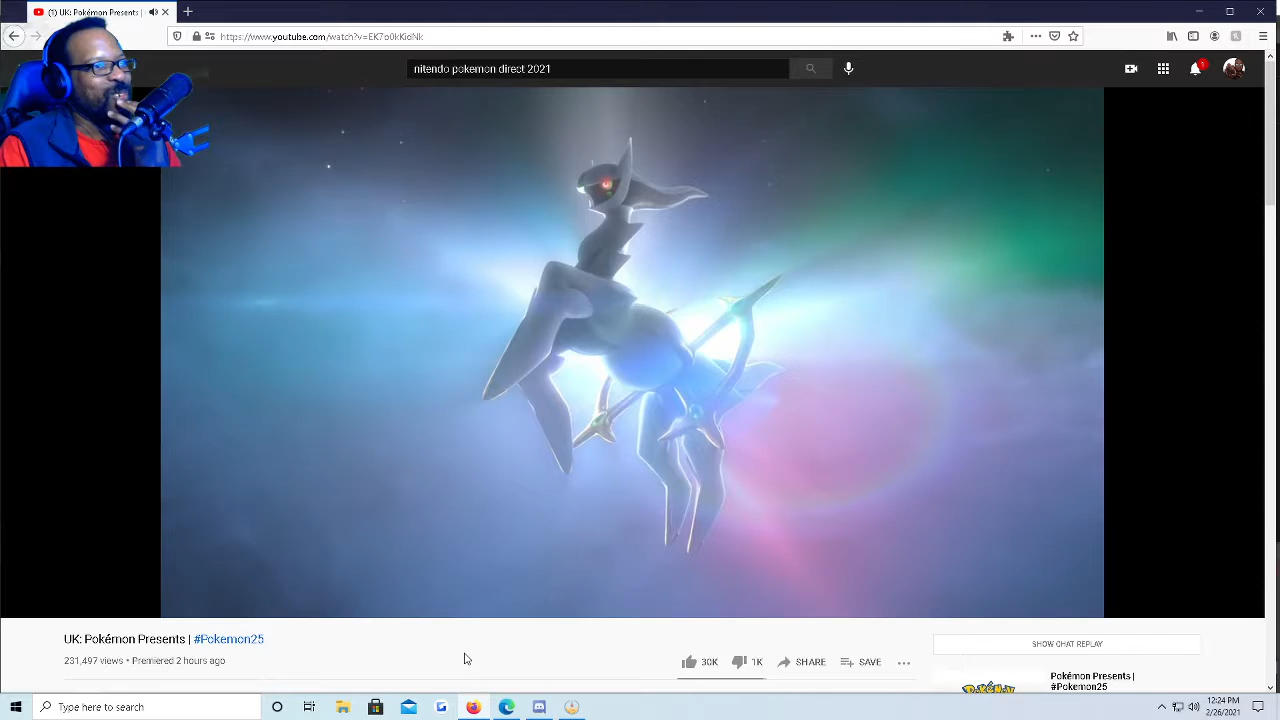 (1) UK: Pokémon Presents |
https://www.youtube.com/watch?v=EK7p0kKidNk
nitendo pokemon direct 2021
1
UK: Pokémon Presents | #Pokemon25
231,497 views • Premiered 2 hours ago
30K 1K SHARE SAVE
SHOW CHAT REPLAY
Pokémon Presents |
#Pokemon25
Type here to search
12:24 PM
2/26/2021